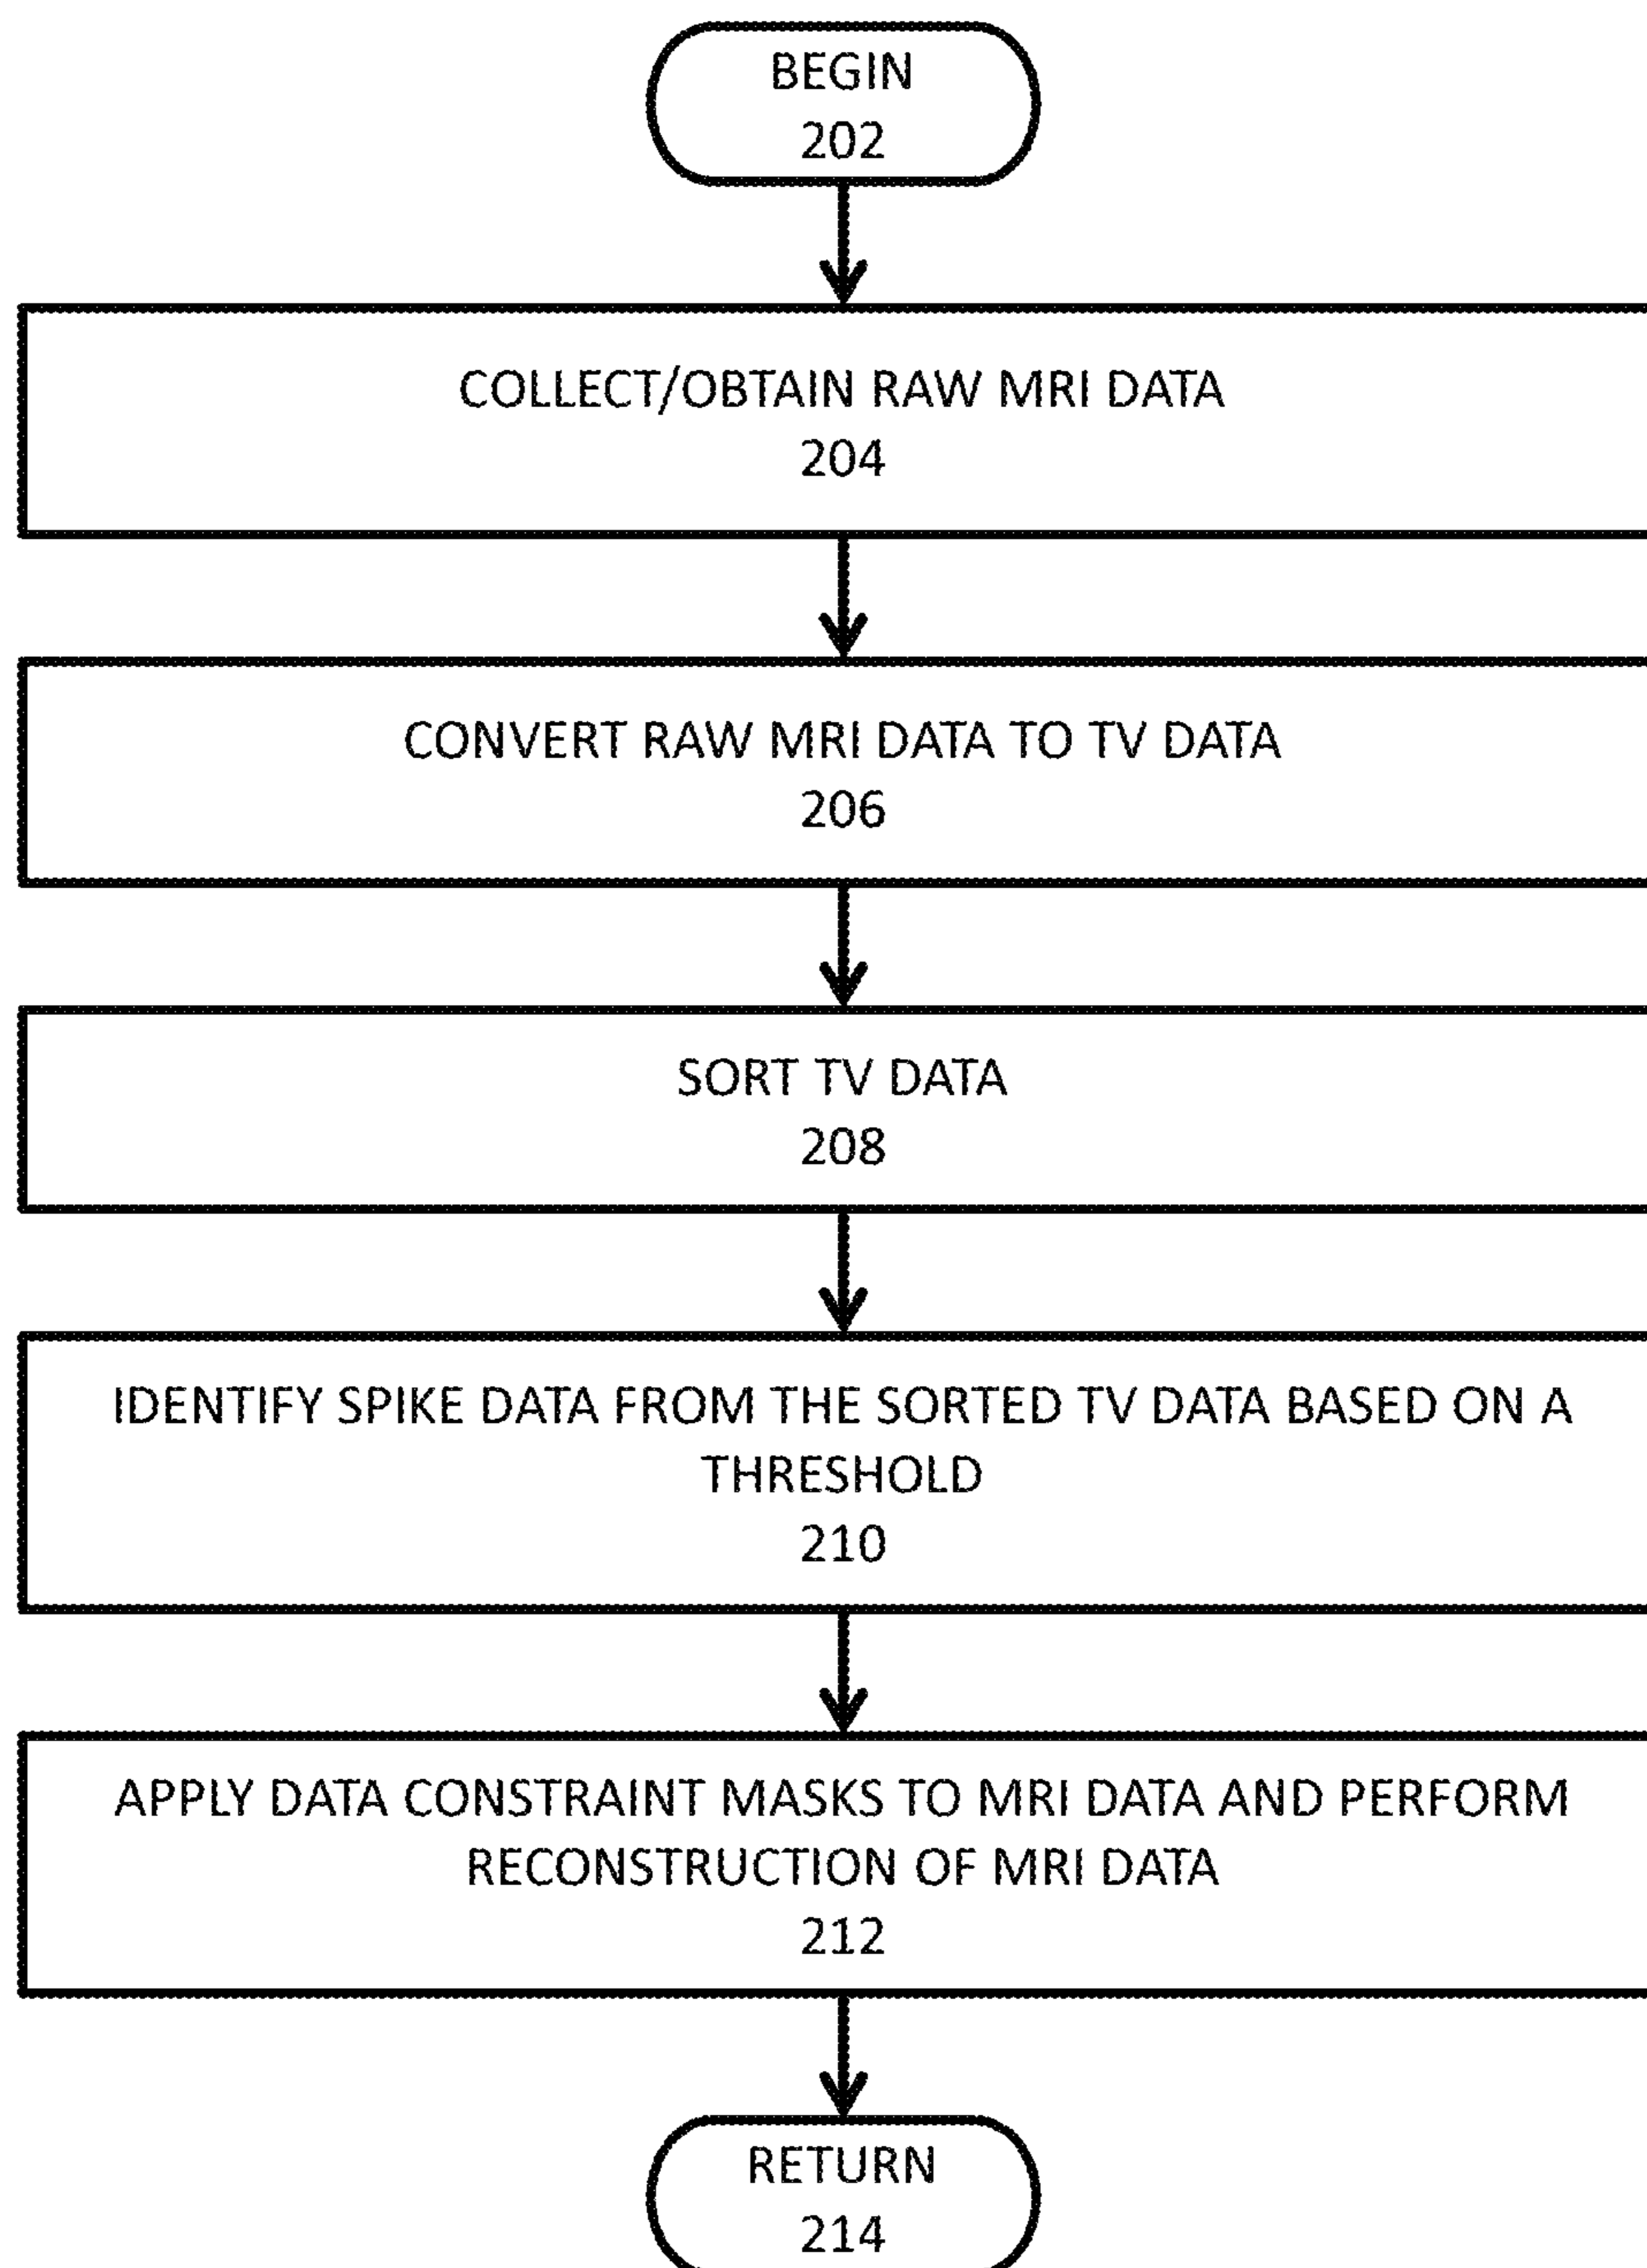 BEGIN
202
COLLECT/OBTAIN RAW MRI DATA
204
CONVERT RAW MRI DATA TO TV DATA
206
SORT TV DATA
208
IDENTIFY SPIKE DATA FROM THE SORTED TV DATA BASED ON A
THRESHOLD
210
APPLY DATA CONSTRAINT MASKS TO MRI DATA AND PERFORM
RECONSTRUCTION OF MRI DATA
212
RETURN
214